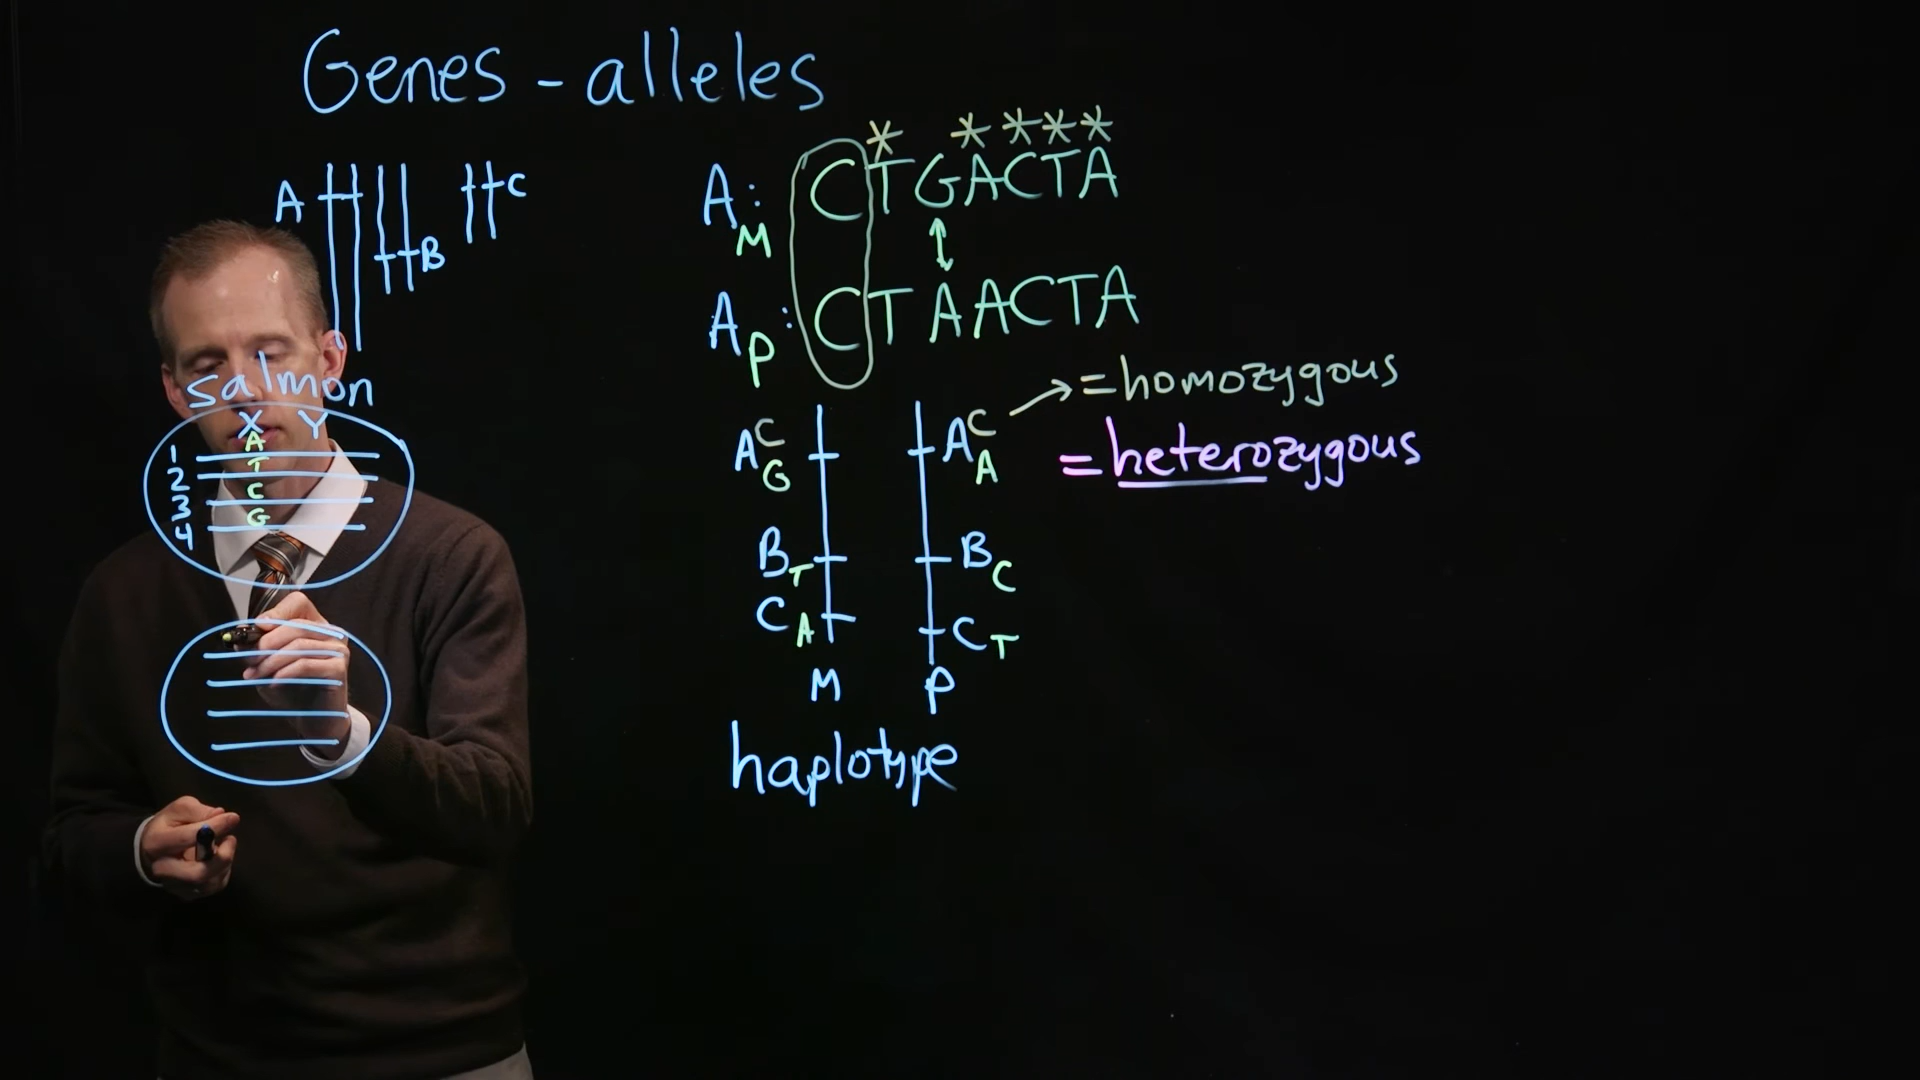 Genes - alleles
A
B
C
salmon
X Y
A
1
T
2
C
3
G
4
* * * * *
A: CTGACTA
M
A : CTAACTA
P
= homozygous
= heterozygous
A C G
A C A
B T
B C
C A
C T
M P
haplotype